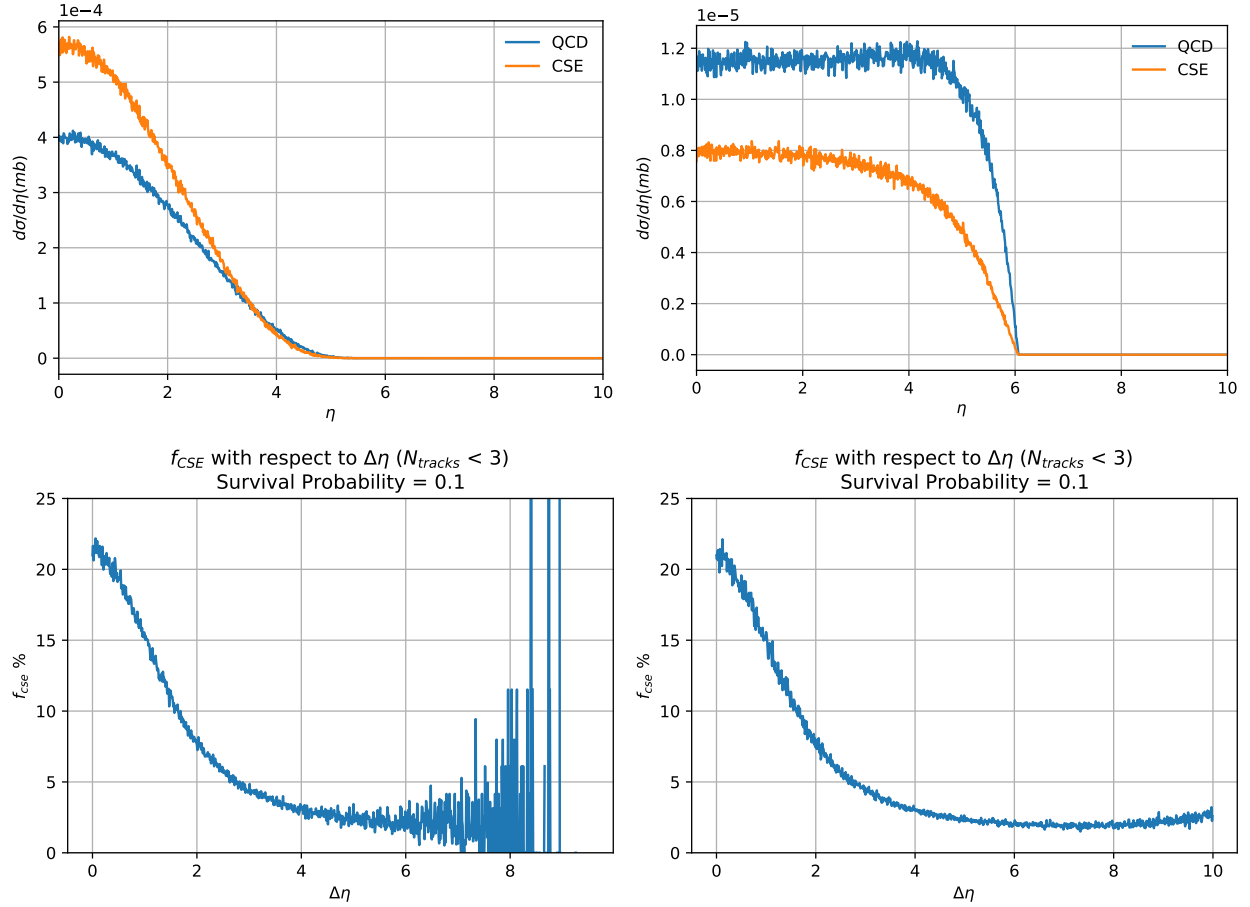 1e−4
6
5
4
3
2
1
0
dσ/dη(mb)
QCD
CSE
0 2 4 6 8 10
η
1e−5
1.2
1.0
0.8
0.6
0.4
0.2
0.0
dσ/dη(mb)
QCD
CSE
0 2 4 6 8 10
η
f_CSE with respect to Δη (N_tracks < 3)
Survival Probability = 0.1
25
20
15
10
5
0
f_cse %
0 2 4 6 8
Δη
f_CSE with respect to Δη (N_tracks < 3)
Survival Probability = 0.1
25
20
15
10
5
0
f_cse %
0 2 4 6 8 10
Δη